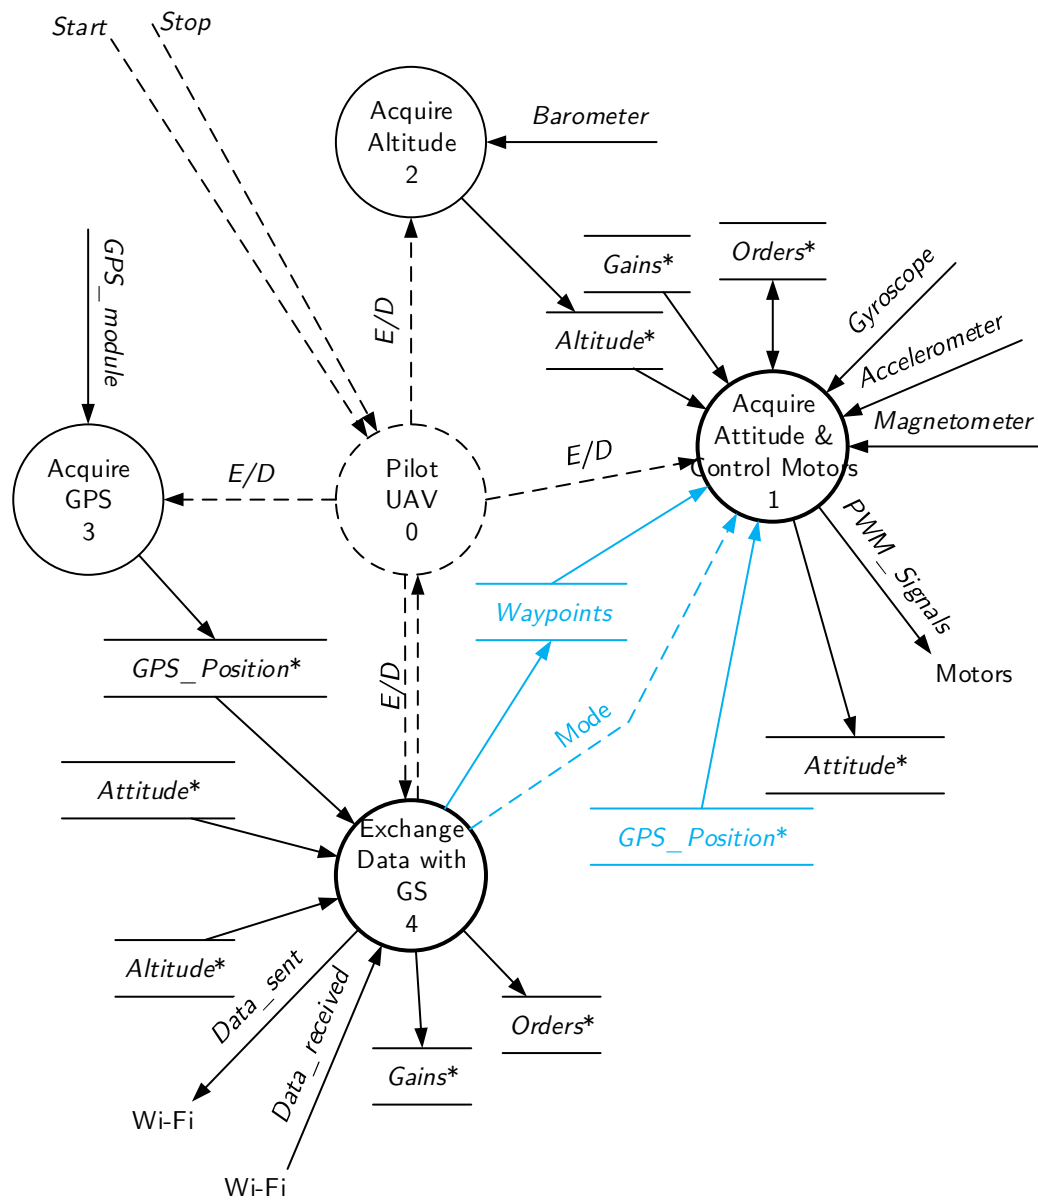 Start
Stop
Acquire
Altitude
2
Barometer
GPS_module
E/D
Gains*
Orders*
Gyroscope
Accelerometer
Magnetometer
Altitude*
Acquire
Attitude &
Control Motors
1
Acquire
GPS
3
E/D
Pilot
UAV
0
E/D
PWM_Signals
Motors
Waypoints
GPS_Position*
E/D
Mode
Attitude*
Attitude*
GPS_Position*
Exchange
Data with
GS
4
Altitude*
Data_sent
Data_received
Orders*
Gains*
Wi-Fi
Wi-Fi